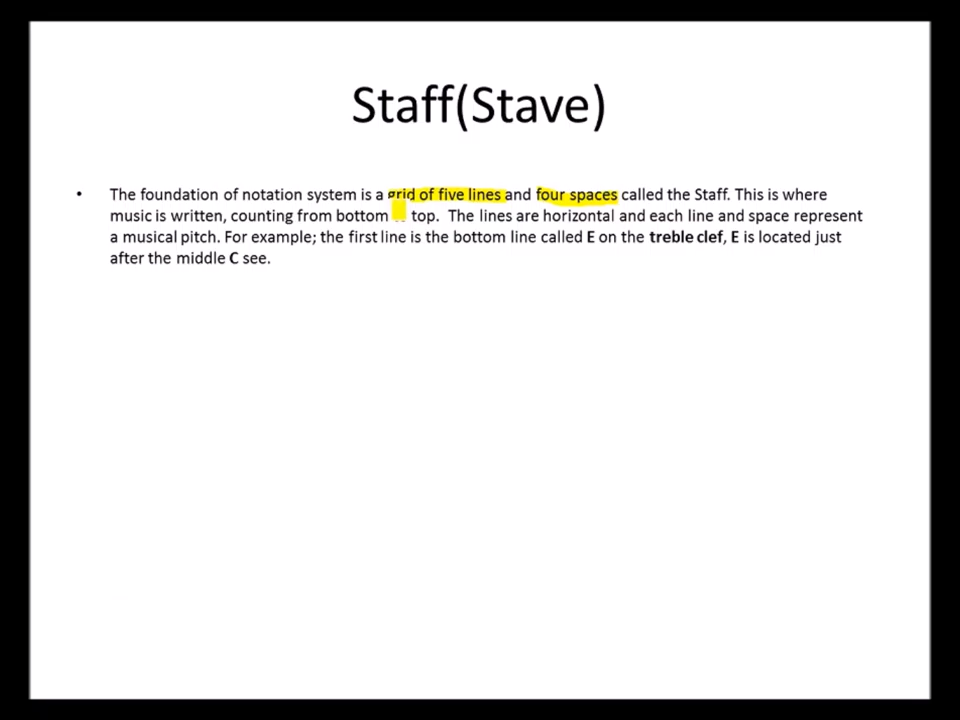 Staff(Stave)
• The foundation of notation system is a grid of five lines and four spaces called the Staff. This is where
music is written, counting from bottom top. The lines are horizontal and each line and space represent
a musical pitch. For example; the first line is the bottom line called E on the treble clef, E is located just
after the middle C see.